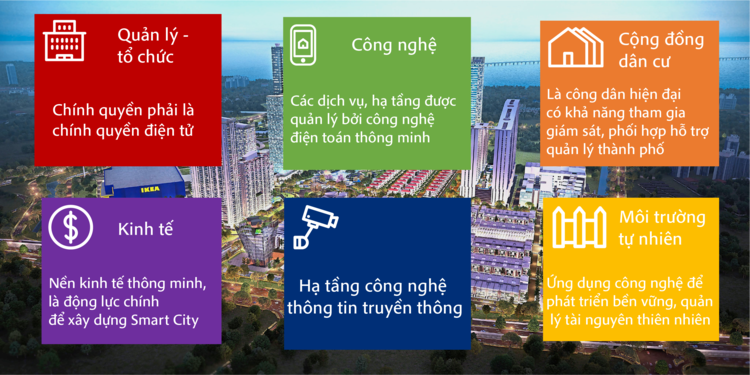 Quản lý -
tổ chức
Chính quyền phải là
chính quyền điện tử
Công nghệ
Các dịch vụ, hạ tầng được
quản lý bởi công nghệ
điện toán thông minh
Cộng đồng
dân cư
Là công dân hiện đại
có khả năng tham gia
giám sát, phối hợp hỗ trợ
quản lý thành phố
IKEA
Kinh tế
Nền kinh tế thông minh,
là động lực chính
để xây dựng Smart City
Hạ tầng công nghệ
thông tin truyền thông
Môi trường
tự nhiên
Ứng dụng công nghệ để
phát triển bền vững, quản
lý tài nguyên thiên nhiên